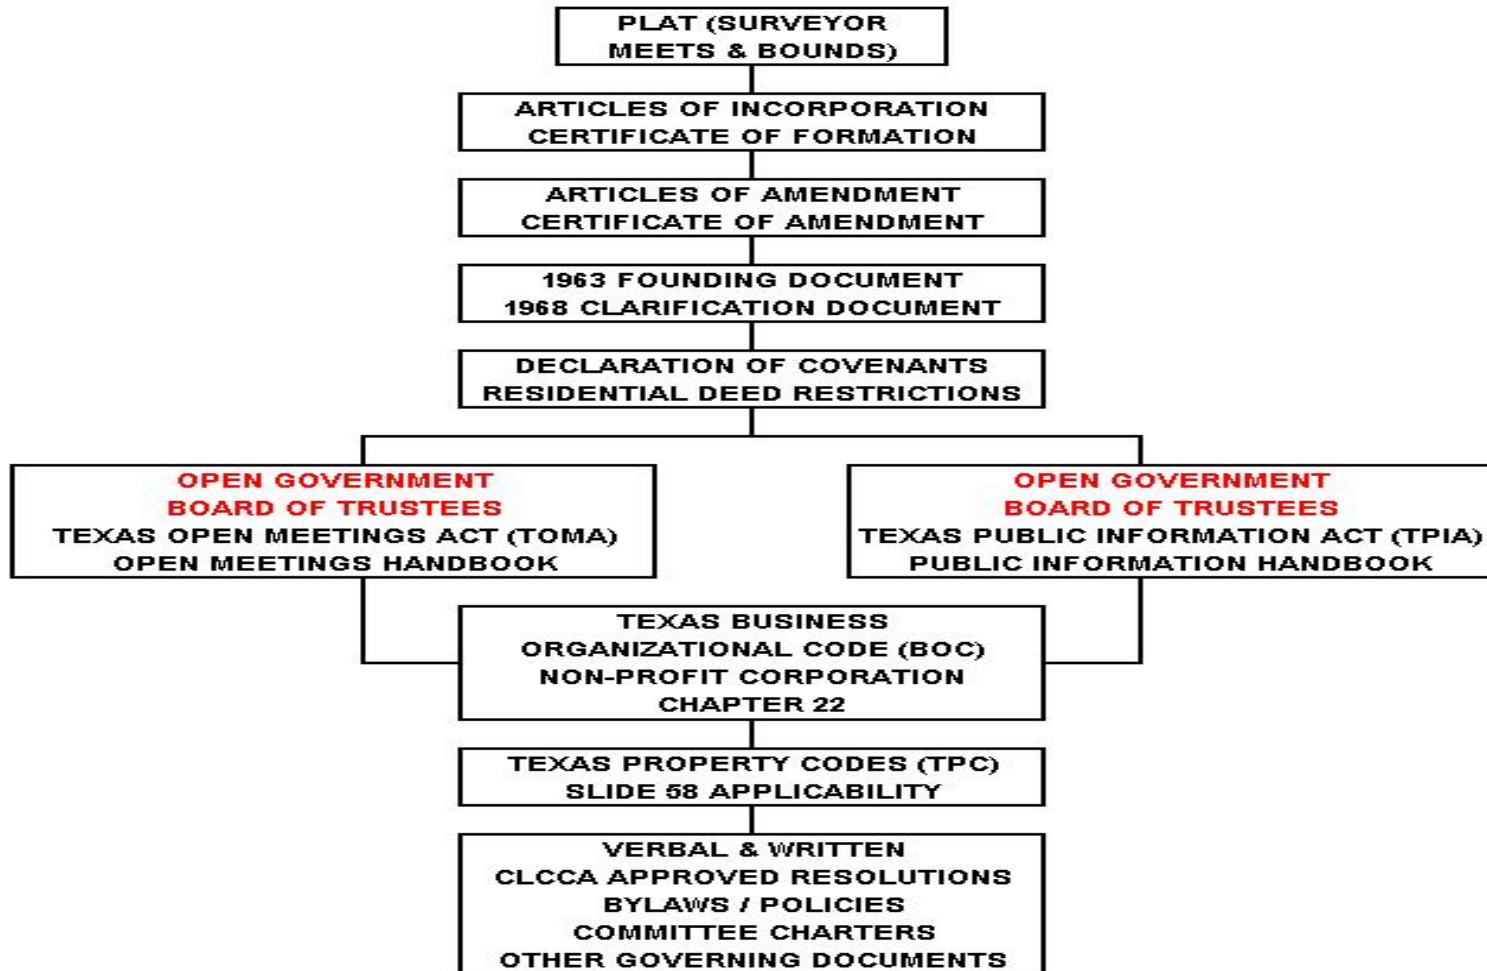 PLAT (SURVEYOR
MEETS & BOUNDS)
ARTICLES OF INCORPORATION
CERTIFICATE OF FORMATION
ARTICLES OF AMENDMENT
CERTIFICATE OF AMENDMENT
1963 FOUNDING DOCUMENT
1968 CLARIFICATION DOCUMENT
DECLARATION OF COVENANTS
RESIDENTIAL DEED RESTRICTIONS
OPEN GOVERNMENT
BOARD OF TRUSTEES
TEXAS OPEN MEETINGS ACT (TOMA)
OPEN MEETINGS HANDBOOK
OPEN GOVERNMENT
BOARD OF TRUSTEES
TEXAS PUBLIC INFORMATION ACT (TPIA)
PUBLIC INFORMATION HANDBOOK
TEXAS BUSINESS
ORGANIZATIONAL CODE (BOC)
NON-PROFIT CORPORATION
CHAPTER 22
TEXAS PROPERTY CODES (TPC)
SLIDE 58 APPLICABILITY
VERBAL & WRITTEN
CLCCA APPROVED RESOLUTIONS
BYLAWS / POLICIES
COMMITTEE CHARTERS
OTHER GOVERNING DOCUMENTS